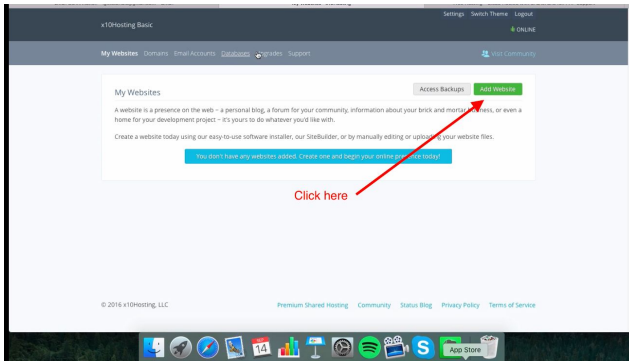 Settings Switch Theme Logout
x10Hosting Basic
ONLINE
My Websites Domains Email Accounts Databases Upgrades Support
Visit Community
My Websites
Access Backups
Add Website
A website is a presence on the web – a personal blog, a forum for your community, information about your brick and mortar business, or even a
home for your development project – it's yours to do whatever you'd like with.
Create a website today using our easy-to-use software installer, our SiteBuilder, or by manually editing or uploading your website files.
You don't have any websites added. Create one and begin your online presence today!
Click here
© 2016 x10Hosting, LLC
Premium Shared Hosting Community Status Blog Privacy Policy Terms of Service
14
App Store